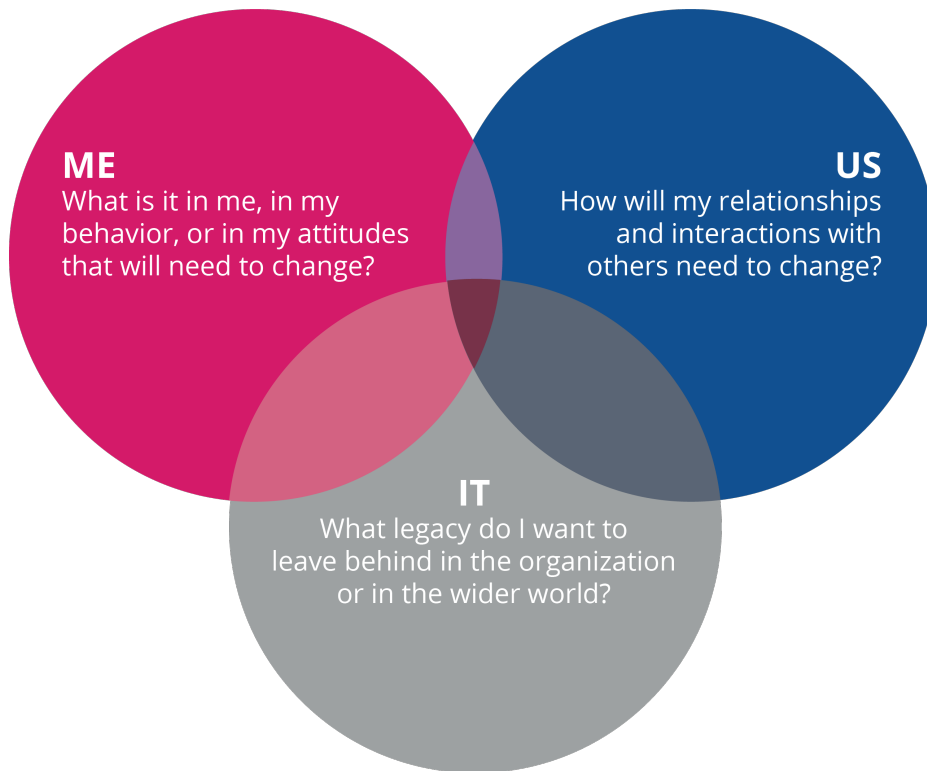 ME
What is it in me, in my
behavior, or in my attitudes
that will need to change?
US
How will my relationships
and interactions with
others need to change?
IT
What legacy do I want to
leave behind in the organization
or in the wider world?